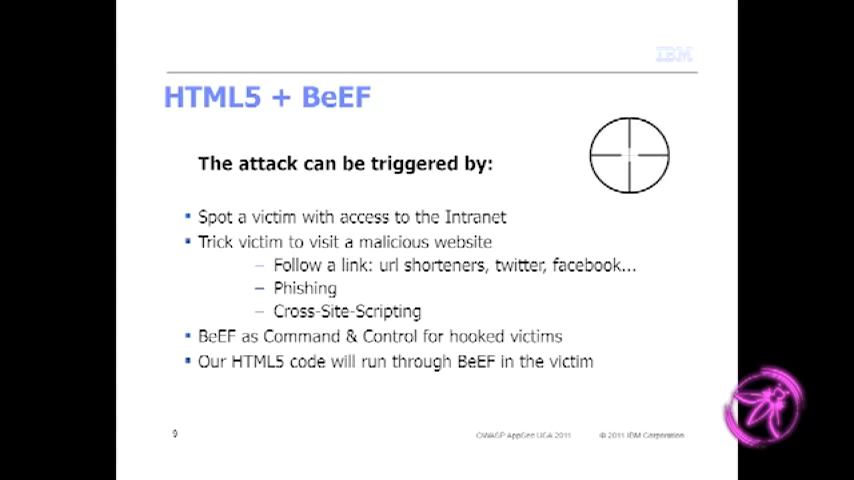 IBM
HTML5 + BeEF
The attack can be triggered by:
Spot a victim with access to the Intranet
Trick victim to visit a malicious website
– Follow a link: url shorteners, twitter, facebook...
– Phishing
– Cross-Site-Scripting
BeEF as Command & Control for hooked victims
Our HTML5 code will run through BeEF in the victim
9
OWASP AppSec USA 2011
© 2011 IBM Corporation